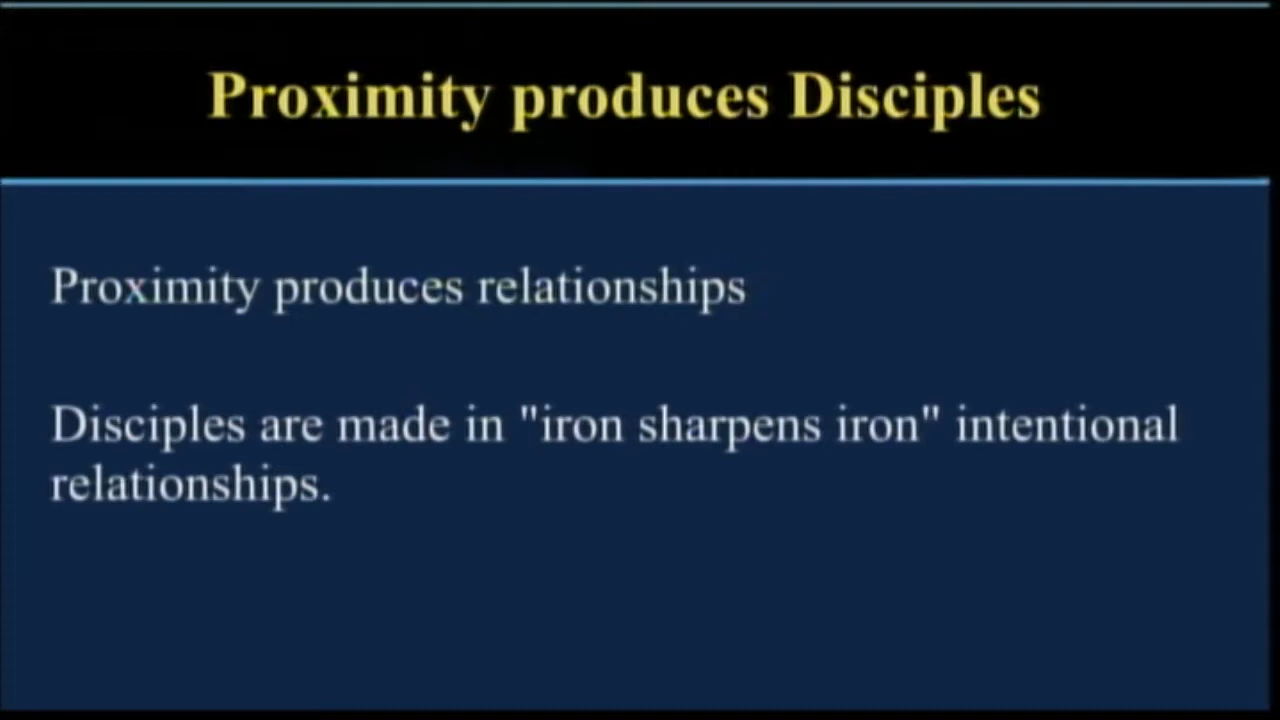 Proximity produces Disciples
Proximity produces relationships
Disciples are made in "iron sharpens iron" intentional
relationships.